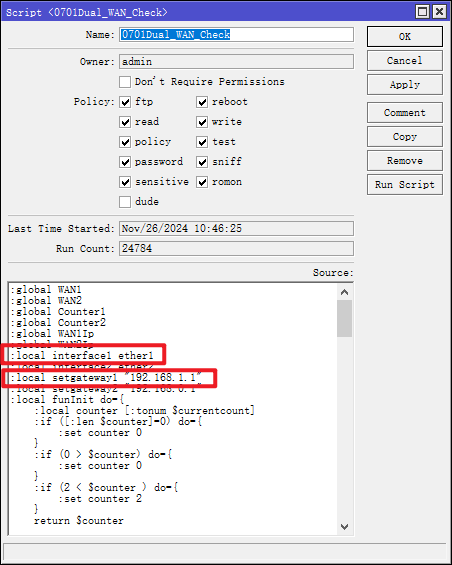 Script <0701Dual_WAN_Check>
Name: 0701Dual_WAN_Check
OK
Owner: admin
Cancel
Don't Require Permissions
Apply
Policy: ftp reboot
Comment
read write
Copy
policy test
Remove
password sniff
Run Script
sensitive romon
dude
Last Time Started: Nov/26/2024 10:46:25
Run Count: 24784
Source:
:global WAN1
:global WAN2
:global Counter1
:global Counter2
:global WAN1Ip
:global WAN2Ip
:local interface1 ether1
:local interface2 ether2
:local setgateway1 "192.168.1.1"
:local setgateway2 "192.168.0.1"
:local funInit do={
:local counter [:tonum $currentcount]
:if ([:len $counter]=0) do={
:set counter 0
}
:if (0 > $counter) do={
:set counter 0
}
:if (2 < $counter ) do={
:set counter 2
}
return $counter